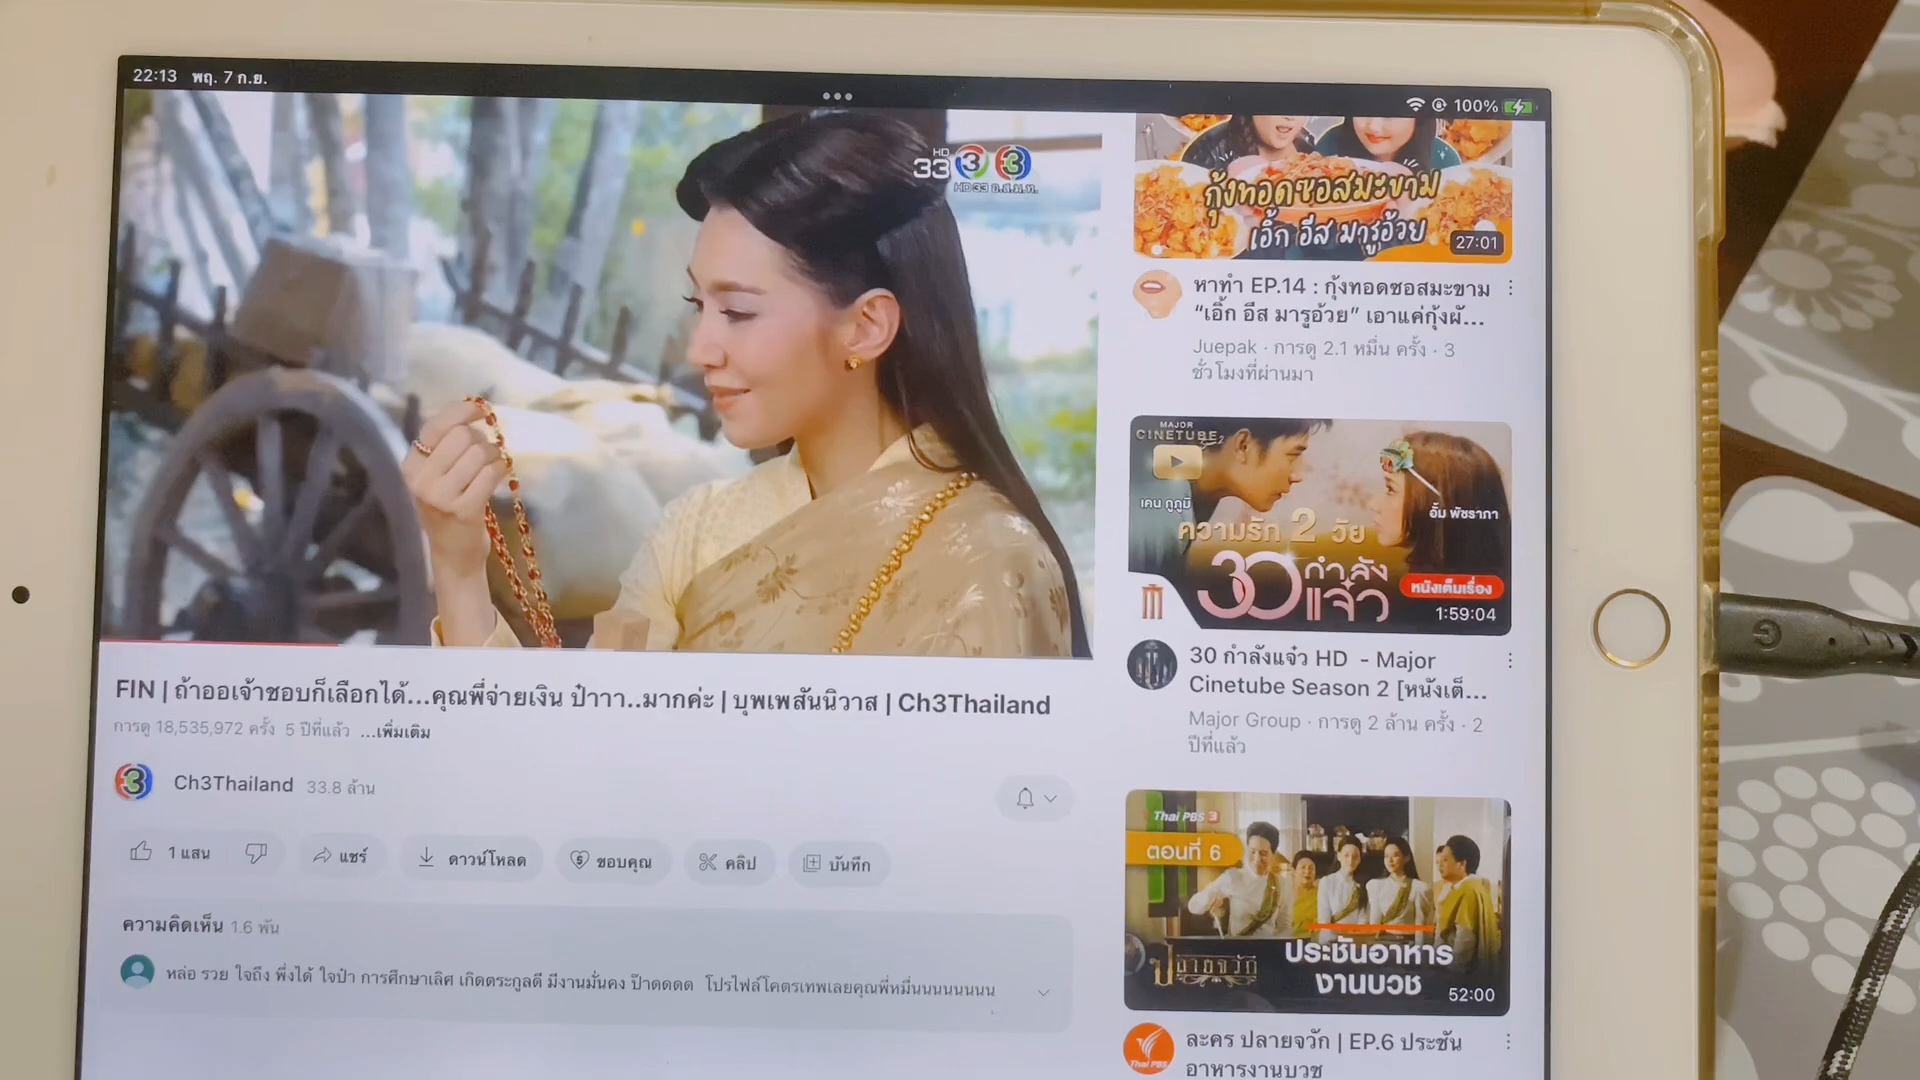 22:13 พฤ. 7 ก.ย.
100%
HD
33 3 3
HD33 อ.ส.ม.ท.
FIN | ถ้าออเจ้าชอบก็เลือกได้...คุณพี่จ่ายเงิน ป๋าาา..มากค่ะ | บุพเพสันนิวาส | Ch3Thailand
การดู 18,535,972 ครั้ง 5 ปีที่แล้ว ...เพิ่มเติม
3 Ch3Thailand 33.8 ล้าน
1 แสน แชร์ ดาวน์โหลด ขอบคุณ คลิป บันทึก
ความคิดเห็น 1.6 พัน
หล่อ รวย ใจถึง พึ่งได้ ใจป๋า การศึกษาเลิศ เกิดตระกูลดี มีงานมั่นคง ป๊าดดดด โปรไฟล์โคตรเทพเลยคุณพี่หมื่นนนนนนนน
กุ้งทอดซอสมะขาม
เอิ้ก อีส มารูอ้วย
27:01
หาทำ EP.14 : กุ้งทอดซอสมะขาม
“เอิ้ก อีส มารูอ้วย” เอาแค่กุ้งผั...
Juepak · การดู 2.1 หมื่น ครั้ง · 3
ชั่วโมงที่ผ่านมา
MAJOR
CINETUBE 2
เคน ภูภูมิ
อั้ม พัชราภา
ความรัก 2 วัย
30 กำลังแจ๋ว
หนังเต็มเรื่อง
1:59:04
30 กำลังแจ๋ว HD - Major
Cinetube Season 2 [หนังเต็...
Major Group · การดู 2 ล้าน ครั้ง · 2
ปีที่แล้ว
Thai PBS 3
ตอนที่ 6
ปลายจวัก
ประชันอาหาร
งานบวช
52:00
ละคร ปลายจวัก | EP.6 ประชัน
อาหารงานบวช
Thai PBS